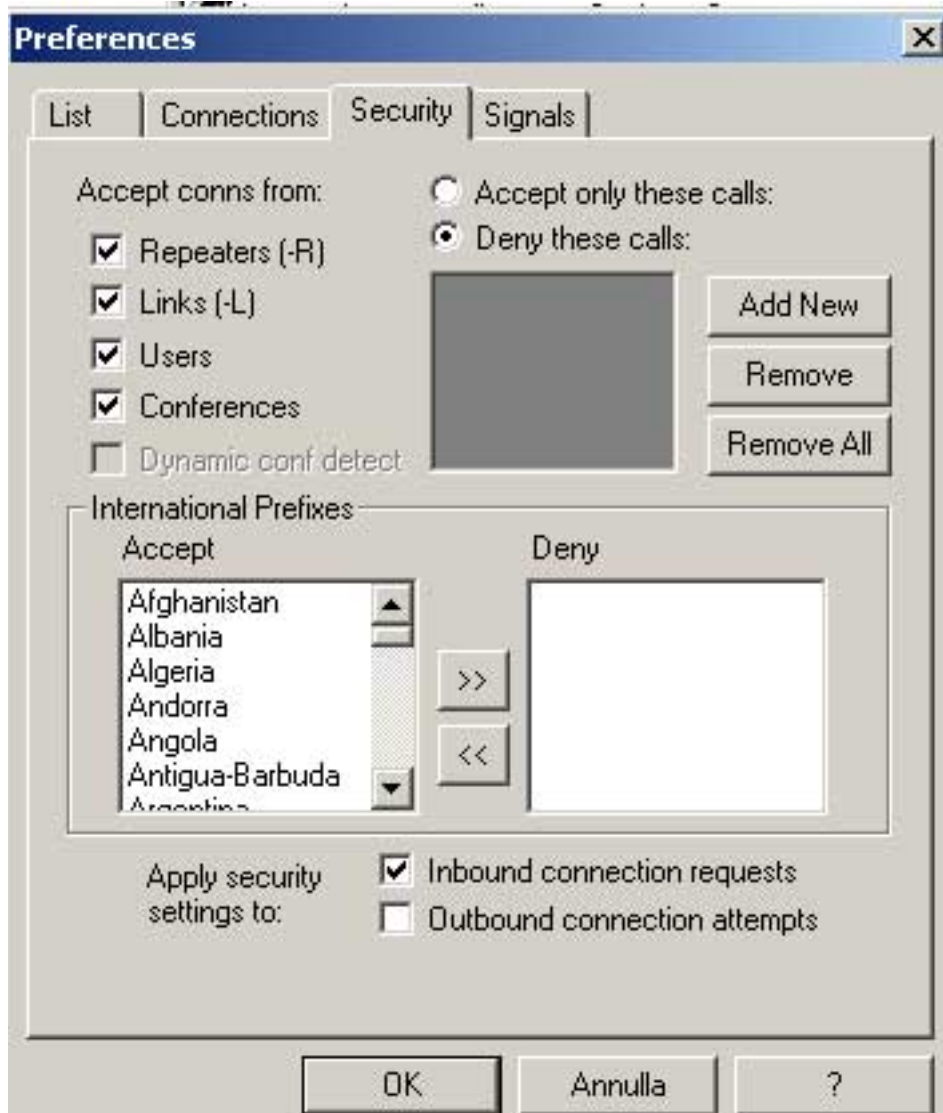 Preferences
List
Connections
Security
Signals
Accept conns from:
Repeaters (-R)
Links (-L)
Users
Conferences
Dynamic conf detect
Accept only these calls:
Deny these calls:
Add New
Remove
Remove All
International Prefixes
Accept
Afghanistan
Albania
Algeria
Andorra
Angola
Antigua-Barbuda
Argentina
>>
<<
Deny
Apply security
settings to:
Inbound connection requests
Outbound connection attempts
OK
Annulla
?